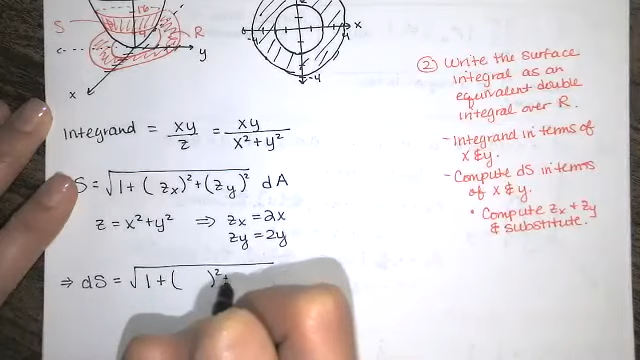 16
S
R
y
x
x
-4
4
-4
② Write the surface
integral as an
equivalent double
integral over R.
- Integrand in terms of
x & y.
- Compute dS in terms
of x & y.
• Compute zx + zy
& substitute.
Integrand = xy/z = xy/x²+y²
S = √1+( zx)²+(zy)² dA
z = x²+y² ⇒ zx = 2x
zy = 2y
⇒ dS = √1+( )²